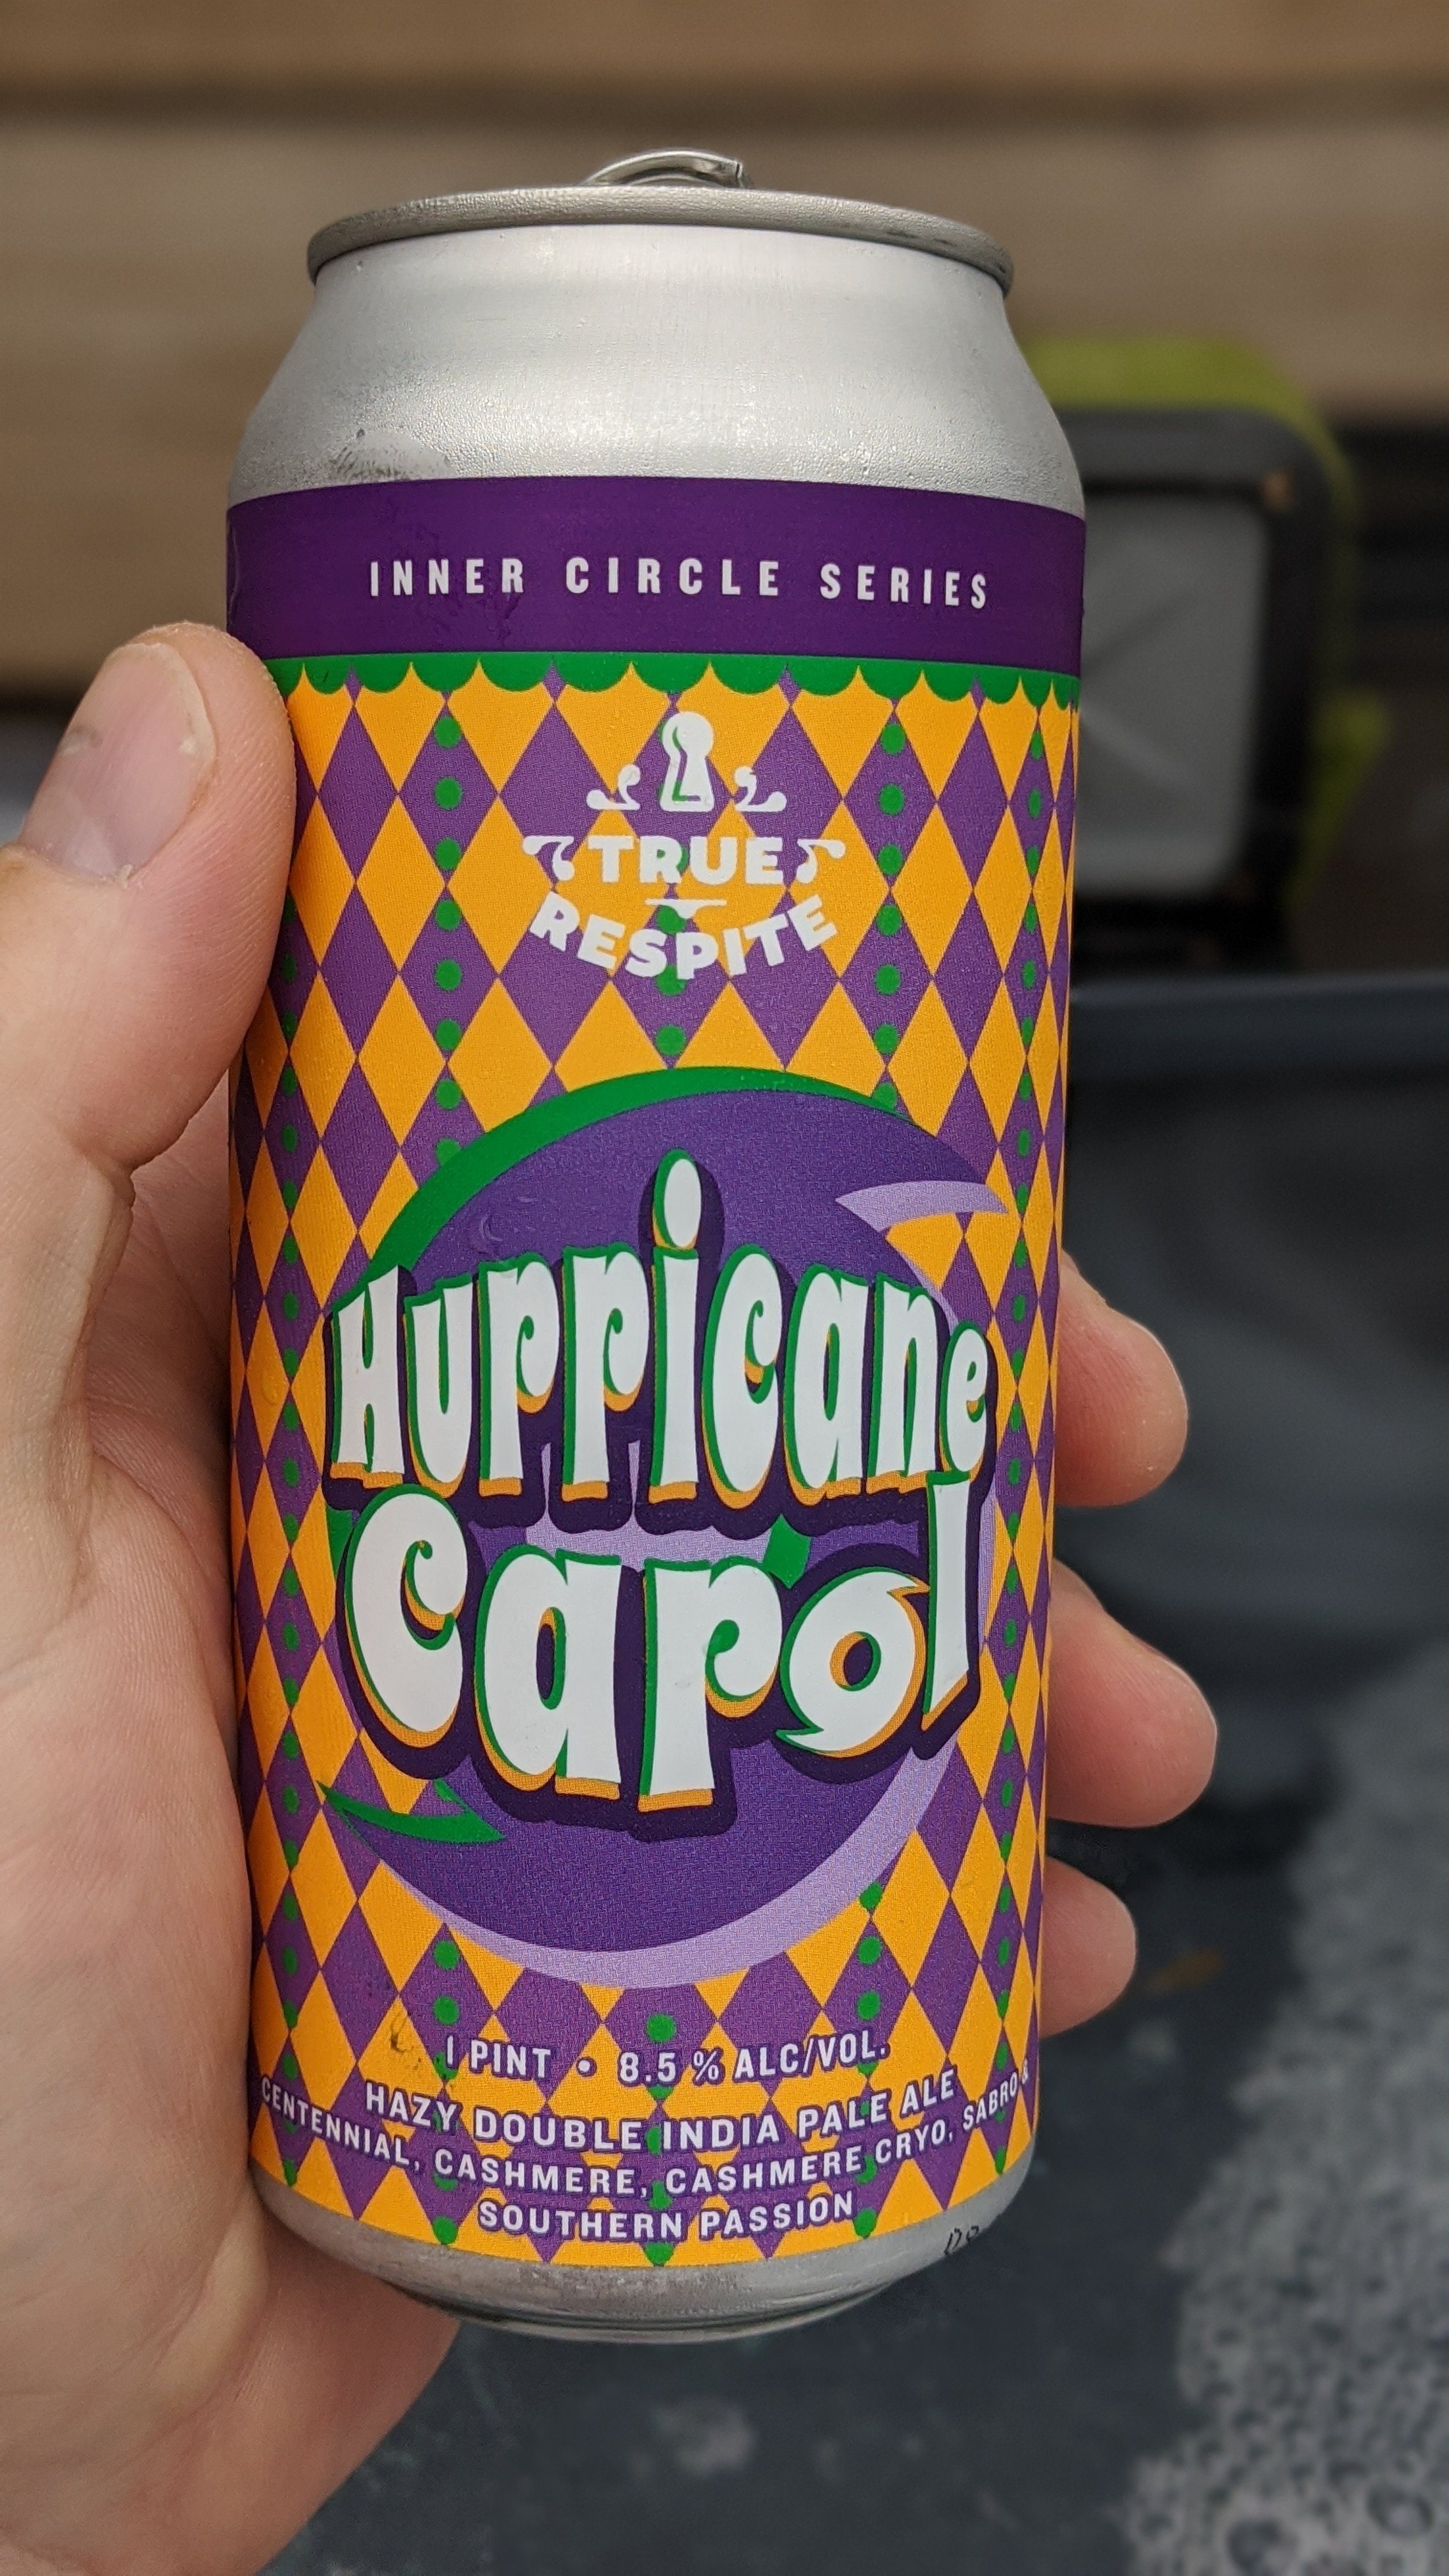 INNER CIRCLE SERIES
TRUE
RESPITE
Hurricane
Carol
1 PINT • 8.5 % ALC/VOL.
HAZY DOUBLE INDIA PALE ALE
CENTENNIAL, CASHMERE, CASHMERE CRYO, SABRO &
SOUTHERN PASSION